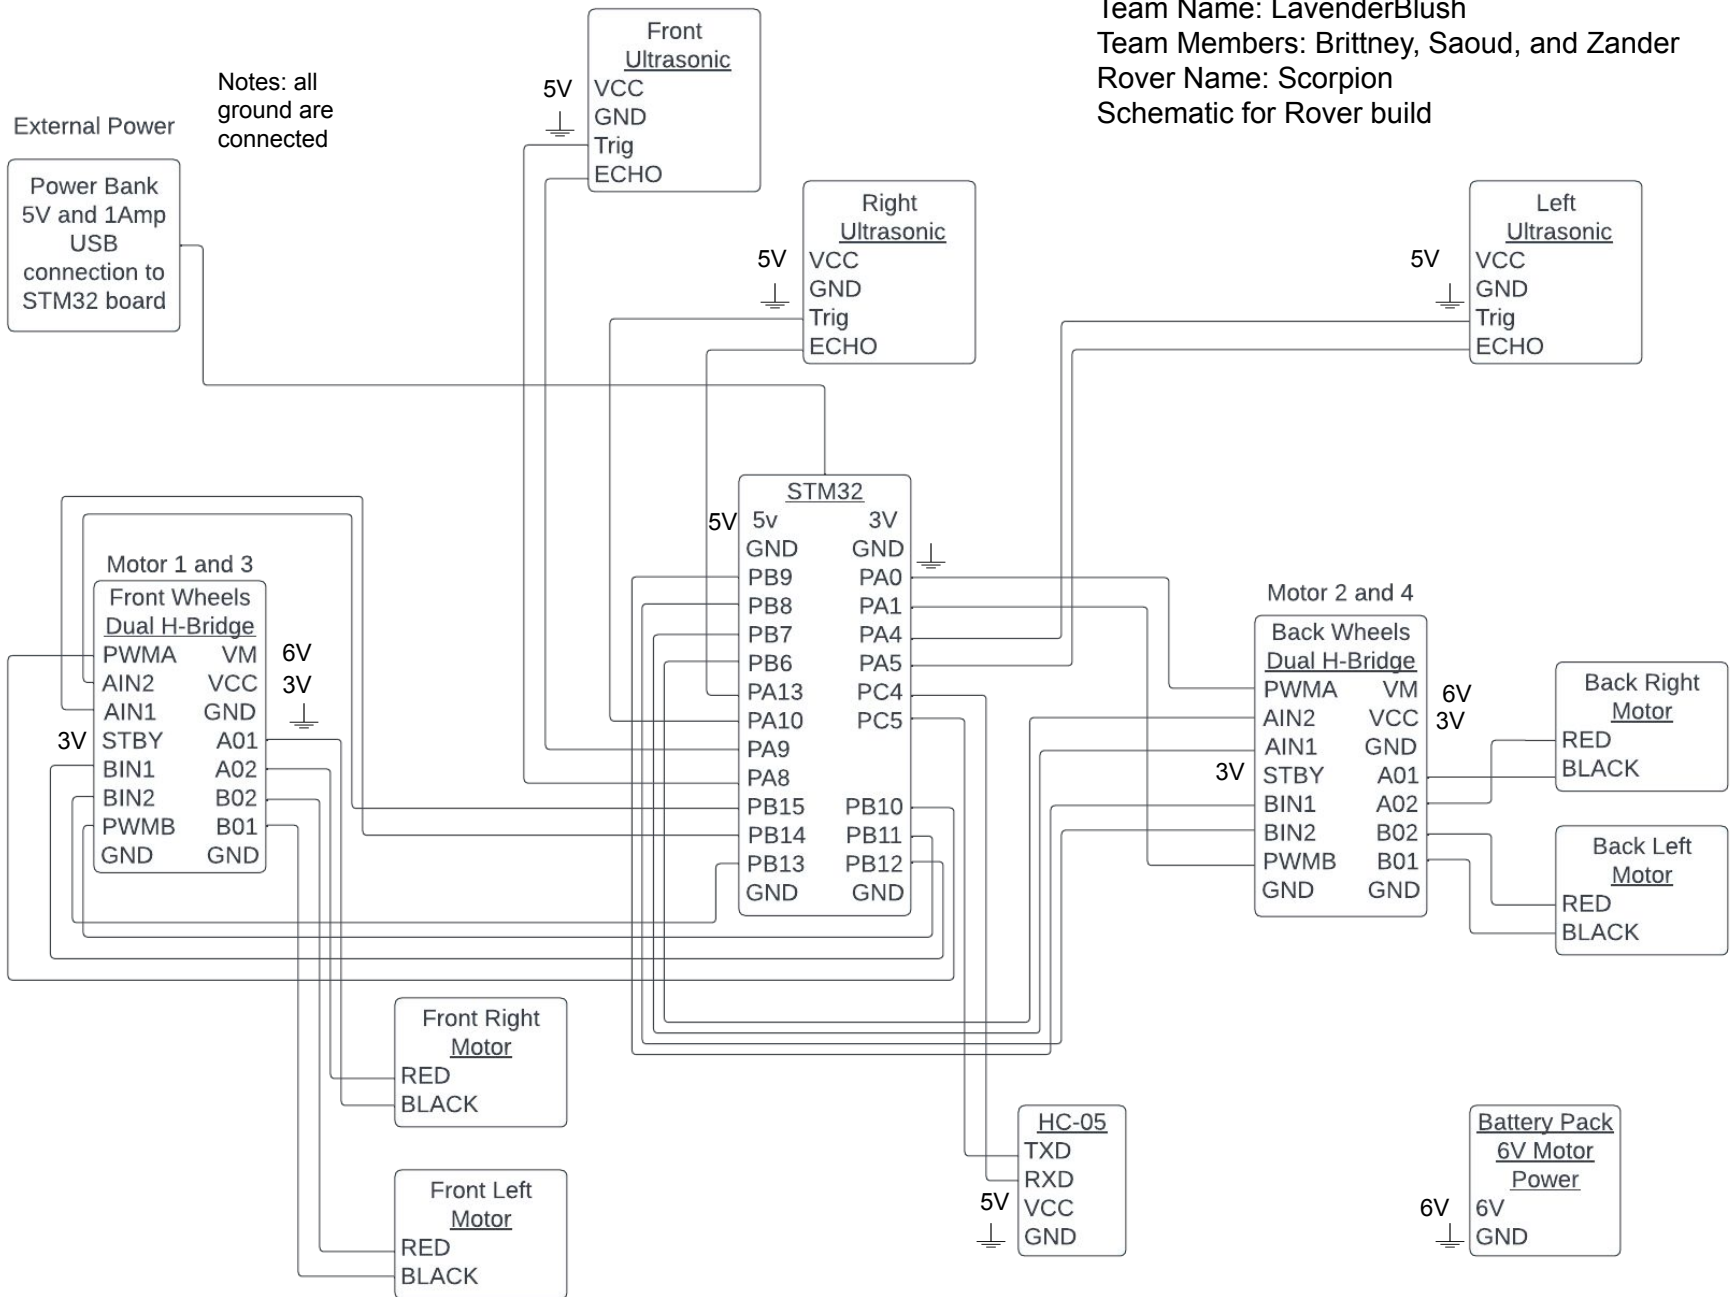 Team Name: LavenderBlush
Team Members: Brittney, Saoud, and Zander
Rover Name: Scorpion
Schematic for Rover build
Notes: all
ground are
connected
External Power
Power Bank
5V and 1Amp
USB
connection to
STM32 board
Front
Ultrasonic
5V VCC
GND
Trig
ECHO
Right
Ultrasonic
5V VCC
GND
Trig
ECHO
Left
Ultrasonic
5V VCC
GND
Trig
ECHO
STM32
5V 5v 3V
GND GND
PB9 PA0
PB8 PA1
PB7 PA4
PB6 PA5
PA13 PC4
PA10 PC5
PA9
PA8
PB15 PB10
PB14 PB11
PB13 PB12
GND GND
Motor 1 and 3
Front Wheels
Dual H-Bridge
PWMA VM 6V
AIN2 VCC 3V
AIN1 GND
3V STBY A01
BIN1 A02
BIN2 B02
PWMB B01
GND GND
Motor 2 and 4
Back Wheels
Dual H-Bridge
PWMA VM 6V
AIN2 VCC 3V
AIN1 GND
3V STBY A01
BIN1 A02
BIN2 B02
PWMB B01
GND GND
Back Right
Motor
RED
BLACK
Back Left
Motor
RED
BLACK
Front Right
Motor
RED
BLACK
Front Left
Motor
RED
BLACK
HC-05
TXD
RXD
5V VCC
GND
Battery Pack
6V Motor
Power
6V 6V
GND